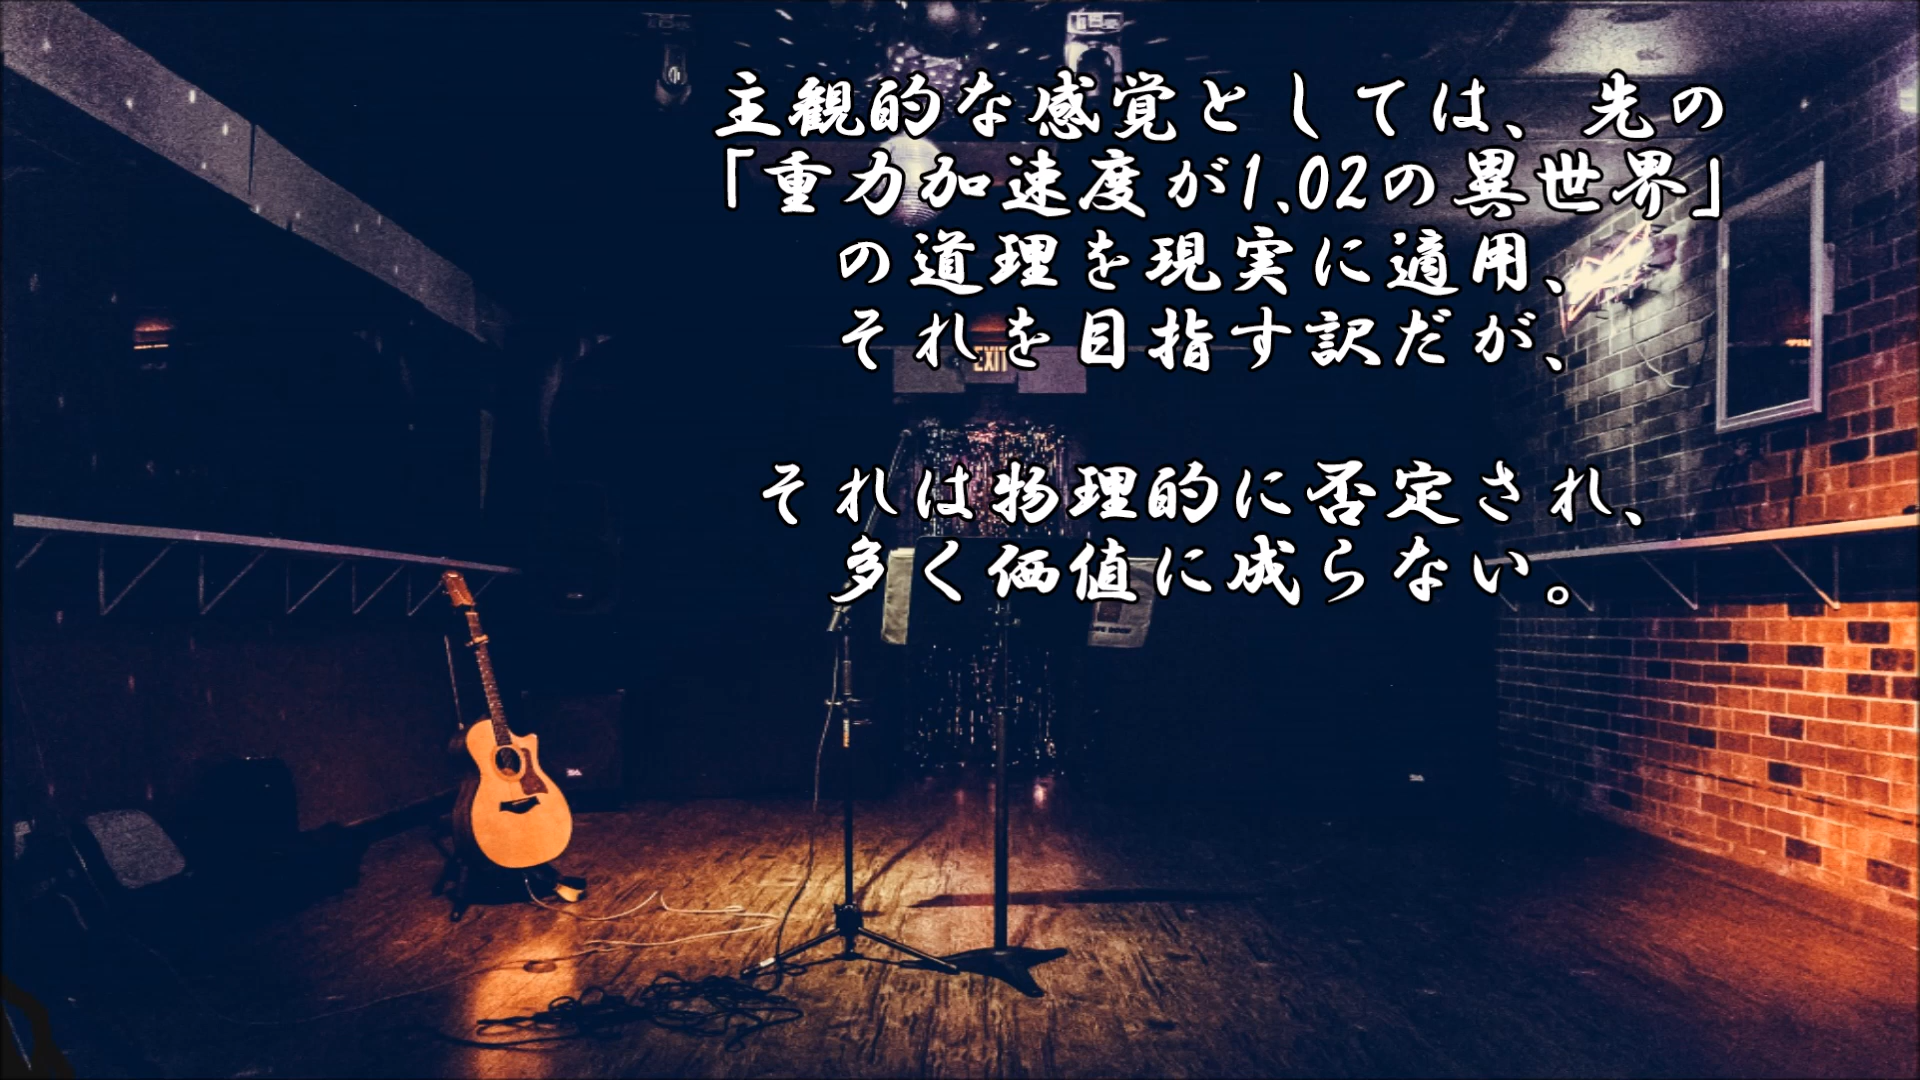 主観的な感覚としては、先の
「重力加速度が1.02の異世界」
の道理を現実に適用、
それを目指す訳だが、
それは物理的に否定され、
多く価値に成らない。
EXIT